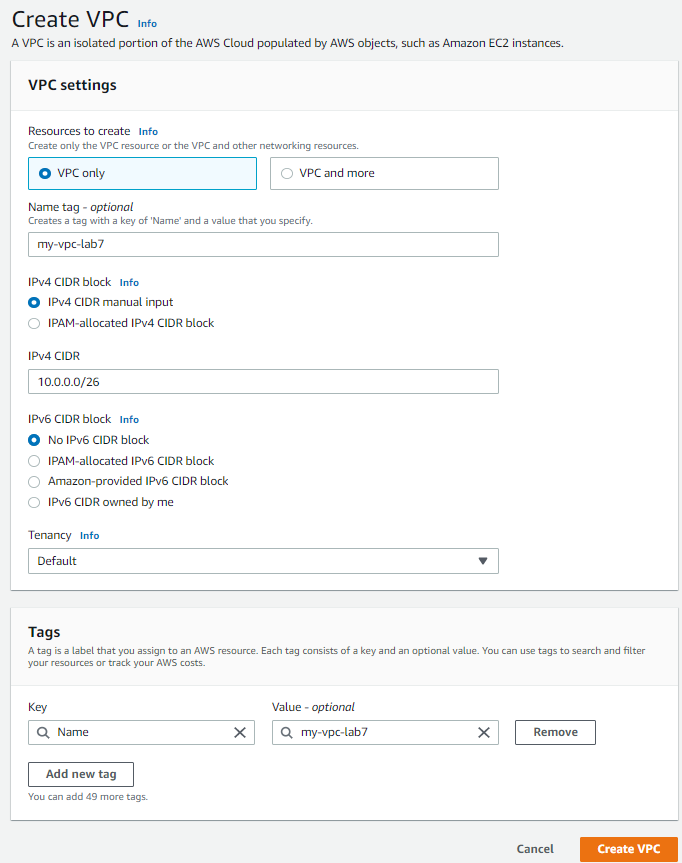 Create VPC Info
A VPC is an isolated portion of the AWS Cloud populated by AWS objects, such as Amazon EC2 instances.
VPC settings
Resources to create Info
Create only the VPC resource or the VPC and other networking resources.
VPC only
VPC and more
Name tag - optional
Creates a tag with a key of 'Name' and a value that you specify.
my-vpc-lab7
IPv4 CIDR block Info
IPv4 CIDR manual input
IPAM-allocated IPv4 CIDR block
IPv4 CIDR
10.0.0.0/26
IPv6 CIDR block Info
No IPv6 CIDR block
IPAM-allocated IPv6 CIDR block
Amazon-provided IPv6 CIDR block
IPv6 CIDR owned by me
Tenancy Info
Default
Tags
A tag is a label that you assign to an AWS resource. Each tag consists of a key and an optional value. You can use tags to search and filter
your resources or track your AWS costs.
Key
Value - optional
Name
my-vpc-lab7
Remove
Add new tag
You can add 49 more tags.
Cancel
Create VPC